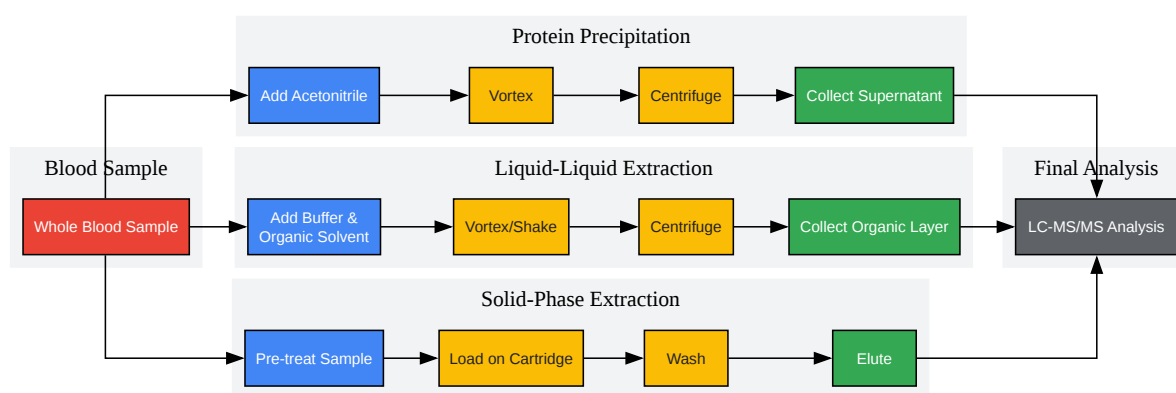 Protein Precipitation
Add Acetonitrile
Vortex
Centrifuge
Collect Supernatant
Blood Sample
Whole Blood Sample
Liquid-Liquid Extraction
Add Buffer &
Organic Solvent
Vortex/Shake
Centrifuge
Collect Organic Layer
Final Analysis
LC-MS/MS Analysis
Solid-Phase Extraction
Pre-treat Sample
Load on Cartridge
Wash
Elute